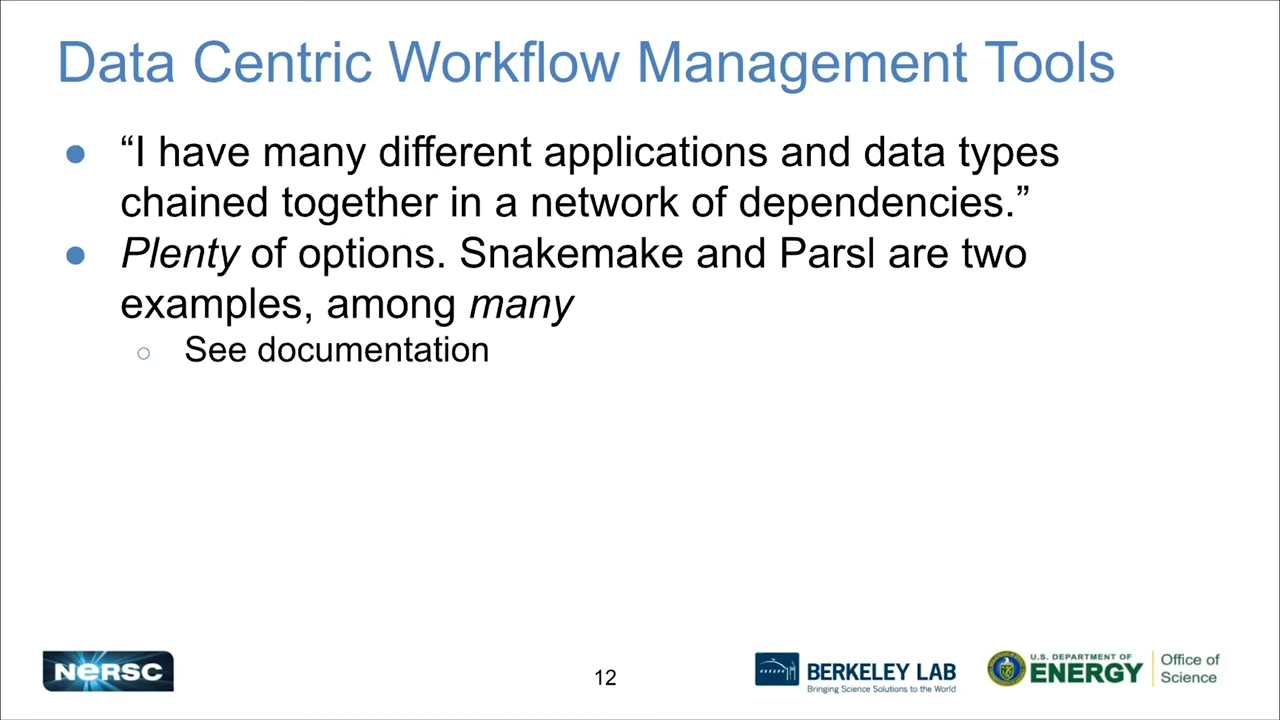 Data Centric Workflow Management Tools
● “I have many different applications and data types
chained together in a network of dependencies.”
● Plenty of options. Snakemake and Parsl are two
examples, among many
○ See documentation
NERSC
12
BERKELEY LAB
Bringing Science Solutions to the World
U.S. DEPARTMENT OF
ENERGY
Office of
Science